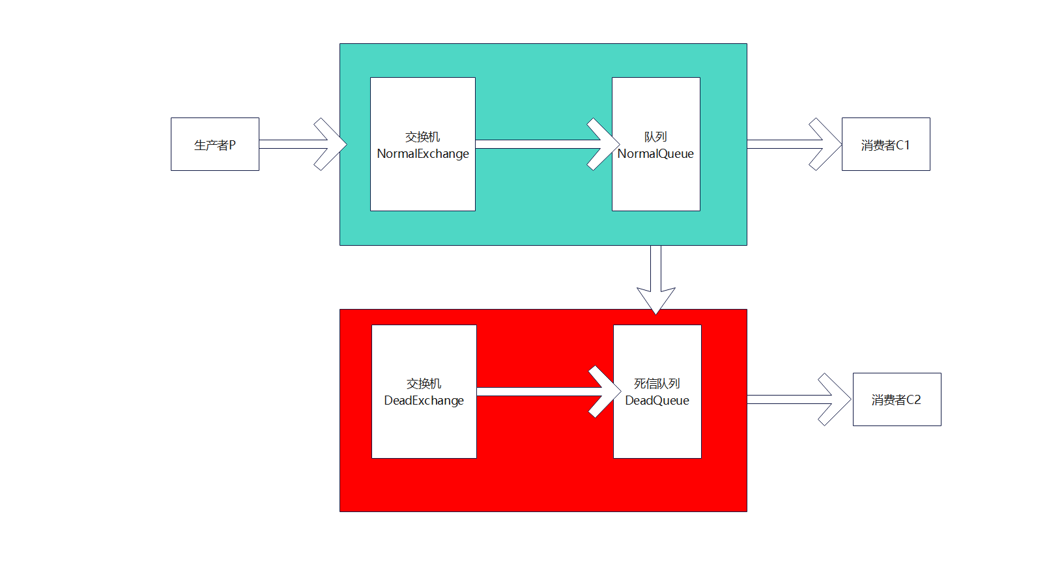 生产者P
交换机
NormalExchange
队列
NormalQueue
消费者C1
交换机
DeadExchange
死信队列
DeadQueue
消费者C2